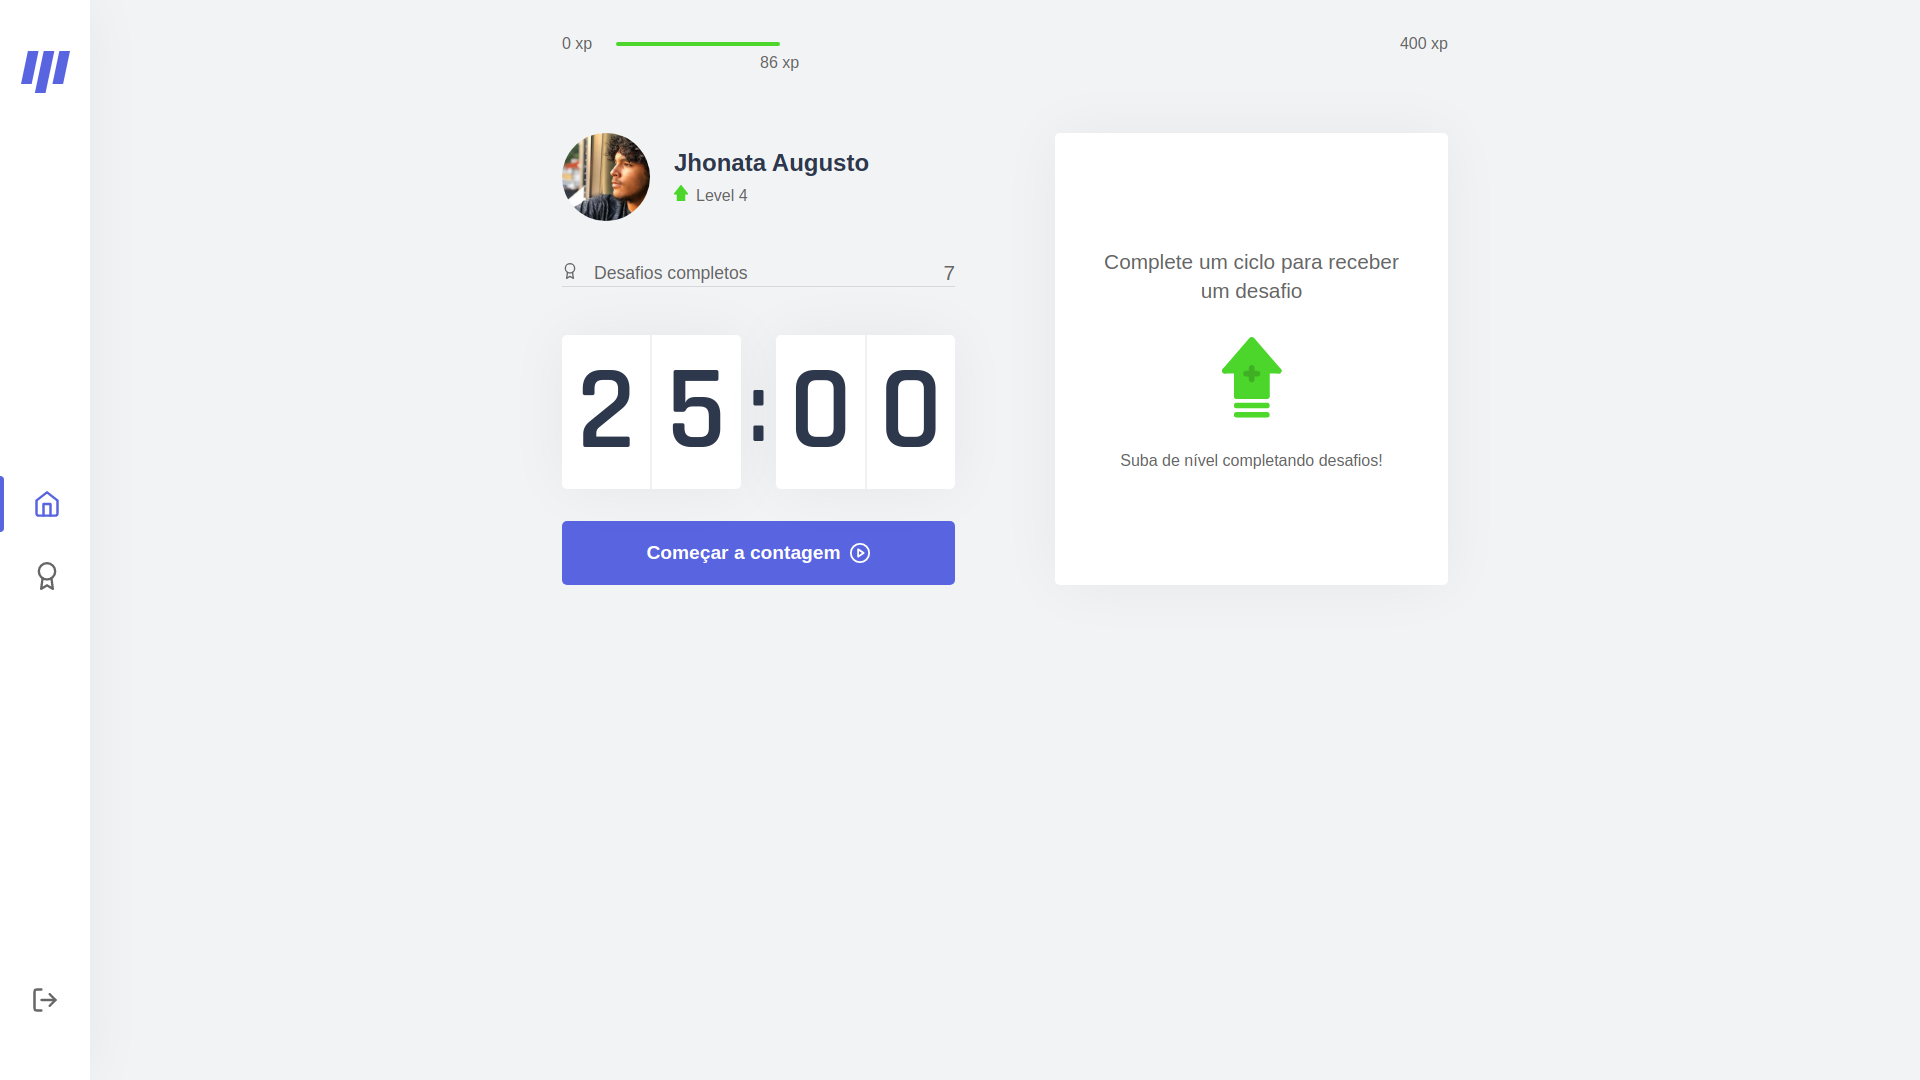 0 xp
86 xp
400 xp
Jhonata Augusto
Level 4
Desafios completos 7
25:00
Começar a contagem
Complete um ciclo para receber
um desafio
Suba de nível completando desafios!